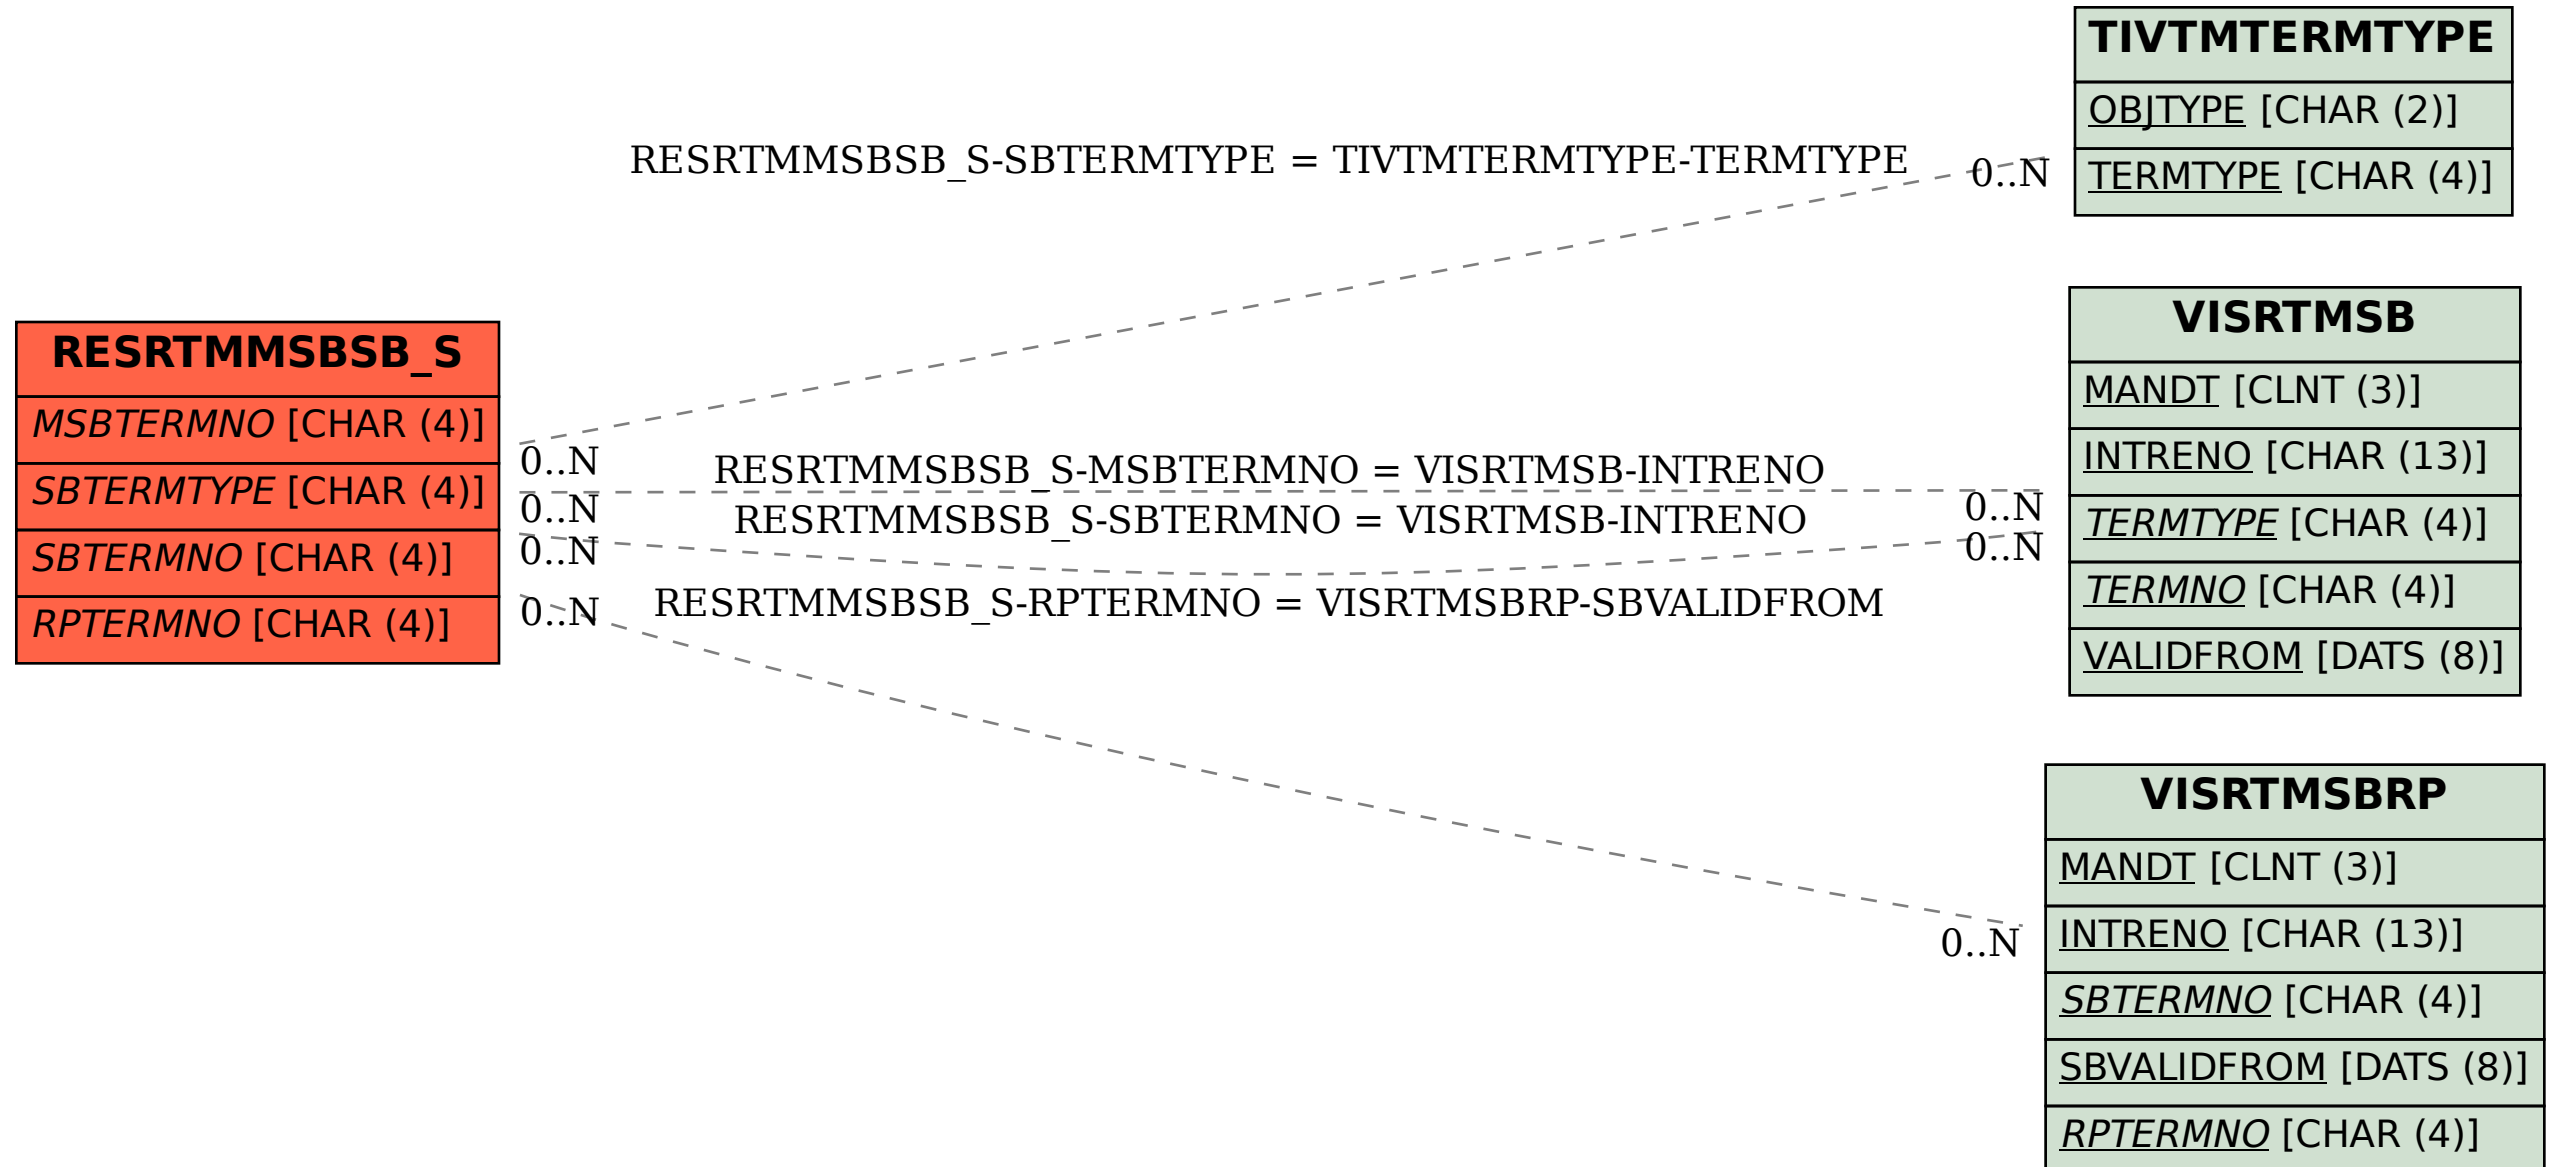 TIVTMTERMTYPE
OBJTYPE [CHAR (2)]
TERMTYPE [CHAR (4)]
RESRTMMSBSB_S-SBTERMTYPE = TIVTMTERMTYPE-TERMTYPE
0..N
RESRTMMSBSB_S
MSBTERMNO [CHAR (4)]
SBTERMTYPE [CHAR (4)]
SBTERMNO [CHAR (4)]
RPTERMNO [CHAR (4)]
0..N
0..N
0..N
0..N
RESRTMMSBSB_S-MSBTERMNO = VISRTMSB-INTRENO
RESRTMMSBSB_S-SBTERMNO = VISRTMSB-INTRENO
RESRTMMSBSB_S-RPTERMNO = VISRTMSBRP-SBVALIDFROM
0..N
0..N
VISRTMSB
MANDT [CLNT (3)]
INTRENO [CHAR (13)]
TERMTYPE [CHAR (4)]
TERMNO [CHAR (4)]
VALIDFROM [DATS (8)]
0..N
VISRTMSBRP
MANDT [CLNT (3)]
INTRENO [CHAR (13)]
SBTERMNO [CHAR (4)]
SBVALIDFROM [DATS (8)]
RPTERMNO [CHAR (4)]